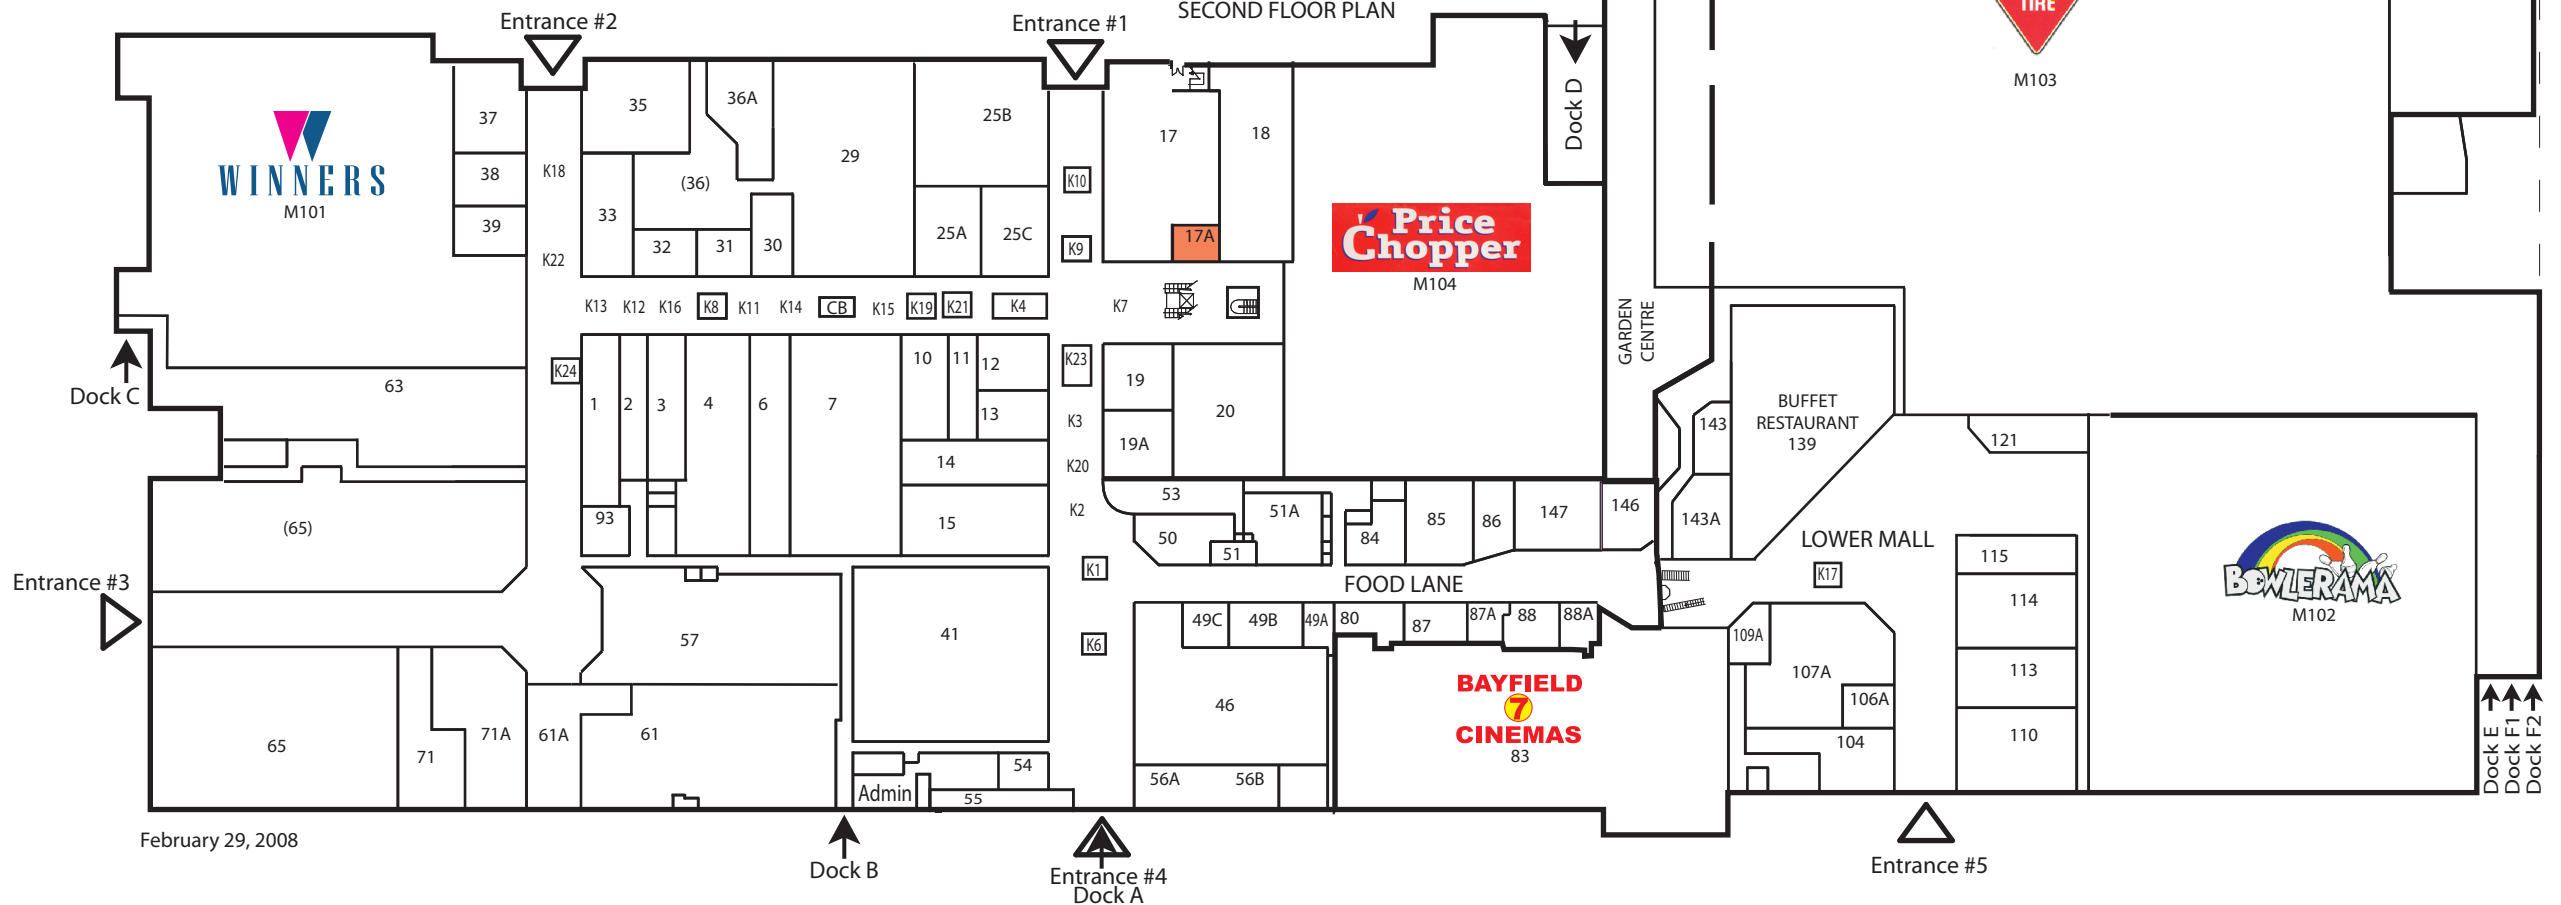 SECOND FLOOR PLAN
TIRE
M103
Entrance #2
Entrance #1
Dock D
WINNERS
M101
37
38
39
K18
K22
35
36A
(36)
33
32
31
30
29
25B
25A
25C
K10
K9
17
17A
18
Price
Chopper
M104
GARDEN
CENTRE
K13
K12
K16
K8
K11
K14
CB
K15
K19
K21
K4
K7
Dock C
63
K24
1
2
3
4
6
7
10
11
12
13
14
15
93
K23
K3
K20
K2
K1
K6
19
19A
20
53
50
51
51A
84
85
86
147
146
143
143A
BUFFET
RESTAURANT
139
121
LOWER MALL
K17
115
114
113
110
BOWLERAMA
M102
(65)
Entrance #3
FOOD LANE
57
41
49C
49B
49A
80
87
87A
88
88A
109A
107A
106A
104
65
71
71A
61A
61
54
55
Admin
46
56A
56B
BAYFIELD
7
CINEMAS
83
Dock E
Dock F1
Dock F2
February 29, 2008
Dock B
Entrance #4
Dock A
Entrance #5